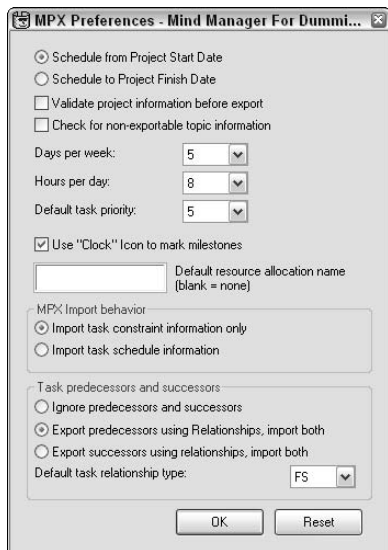 MPX Preferences - Mind Manager For Dummi...
Schedule from Project Start Date
Schedule to Project Finish Date
Validate project information before export
Check for non-exportable topic information
Days per week: 5
Hours per day: 8
Default task priority: 5
Use "Clock" Icon to mark milestones
Default resource allocation name
(blank = none)
MPX Import behavior
Import task constraint information only
Import task schedule information
Task predecessors and successors
Ignore predecessors and successors
Export predecessors using Relationships, import both
Export successors using relationships, import both
Default task relationship type: FS
OK Reset